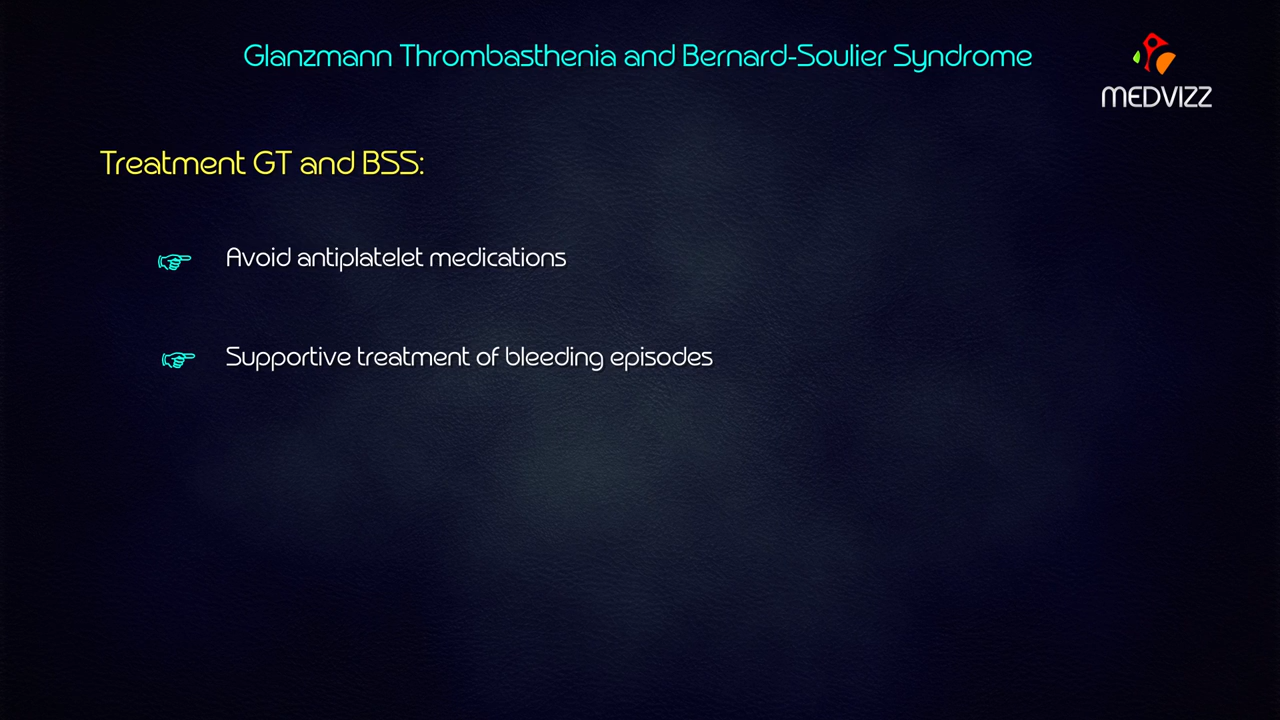 Glanzmann Thrombasthenia and Bernard-Soulier Syndrome
MEDVIZZ
Treatment GT and BSS:
Avoid antiplatelet medications
Supportive treatment of bleeding episodes